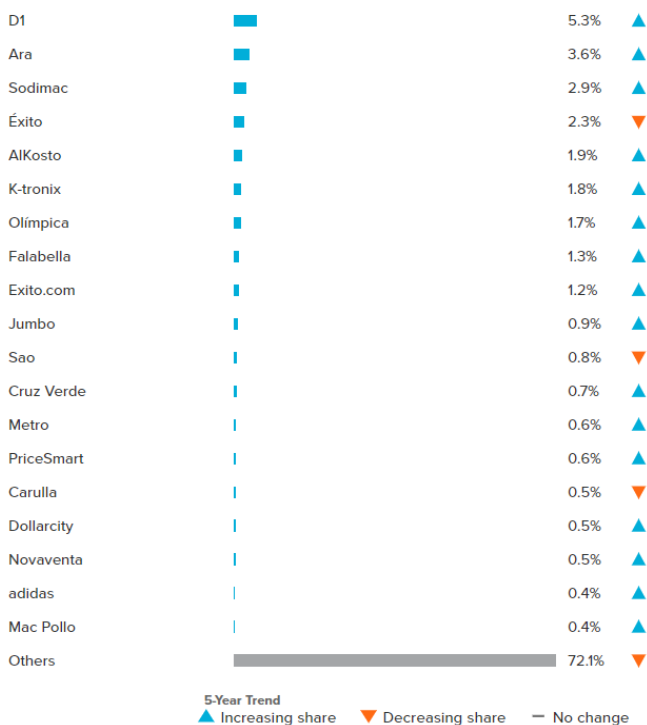 D1 5.3%
Ara 3.6%
Sodimac 2.9%
Éxito 2.3%
AlKosto 1.9%
K-tronix 1.8%
Olímpica 1.7%
Falabella 1.3%
Exito.com 1.2%
Jumbo 0.9%
Sao 0.8%
Cruz Verde 0.7%
Metro 0.6%
PriceSmart 0.6%
Carulla 0.5%
Dollarcity 0.5%
Novaventa 0.5%
adidas 0.4%
Mac Pollo 0.4%
Others 72.1%
5-Year Trend
Increasing share Decreasing share No change